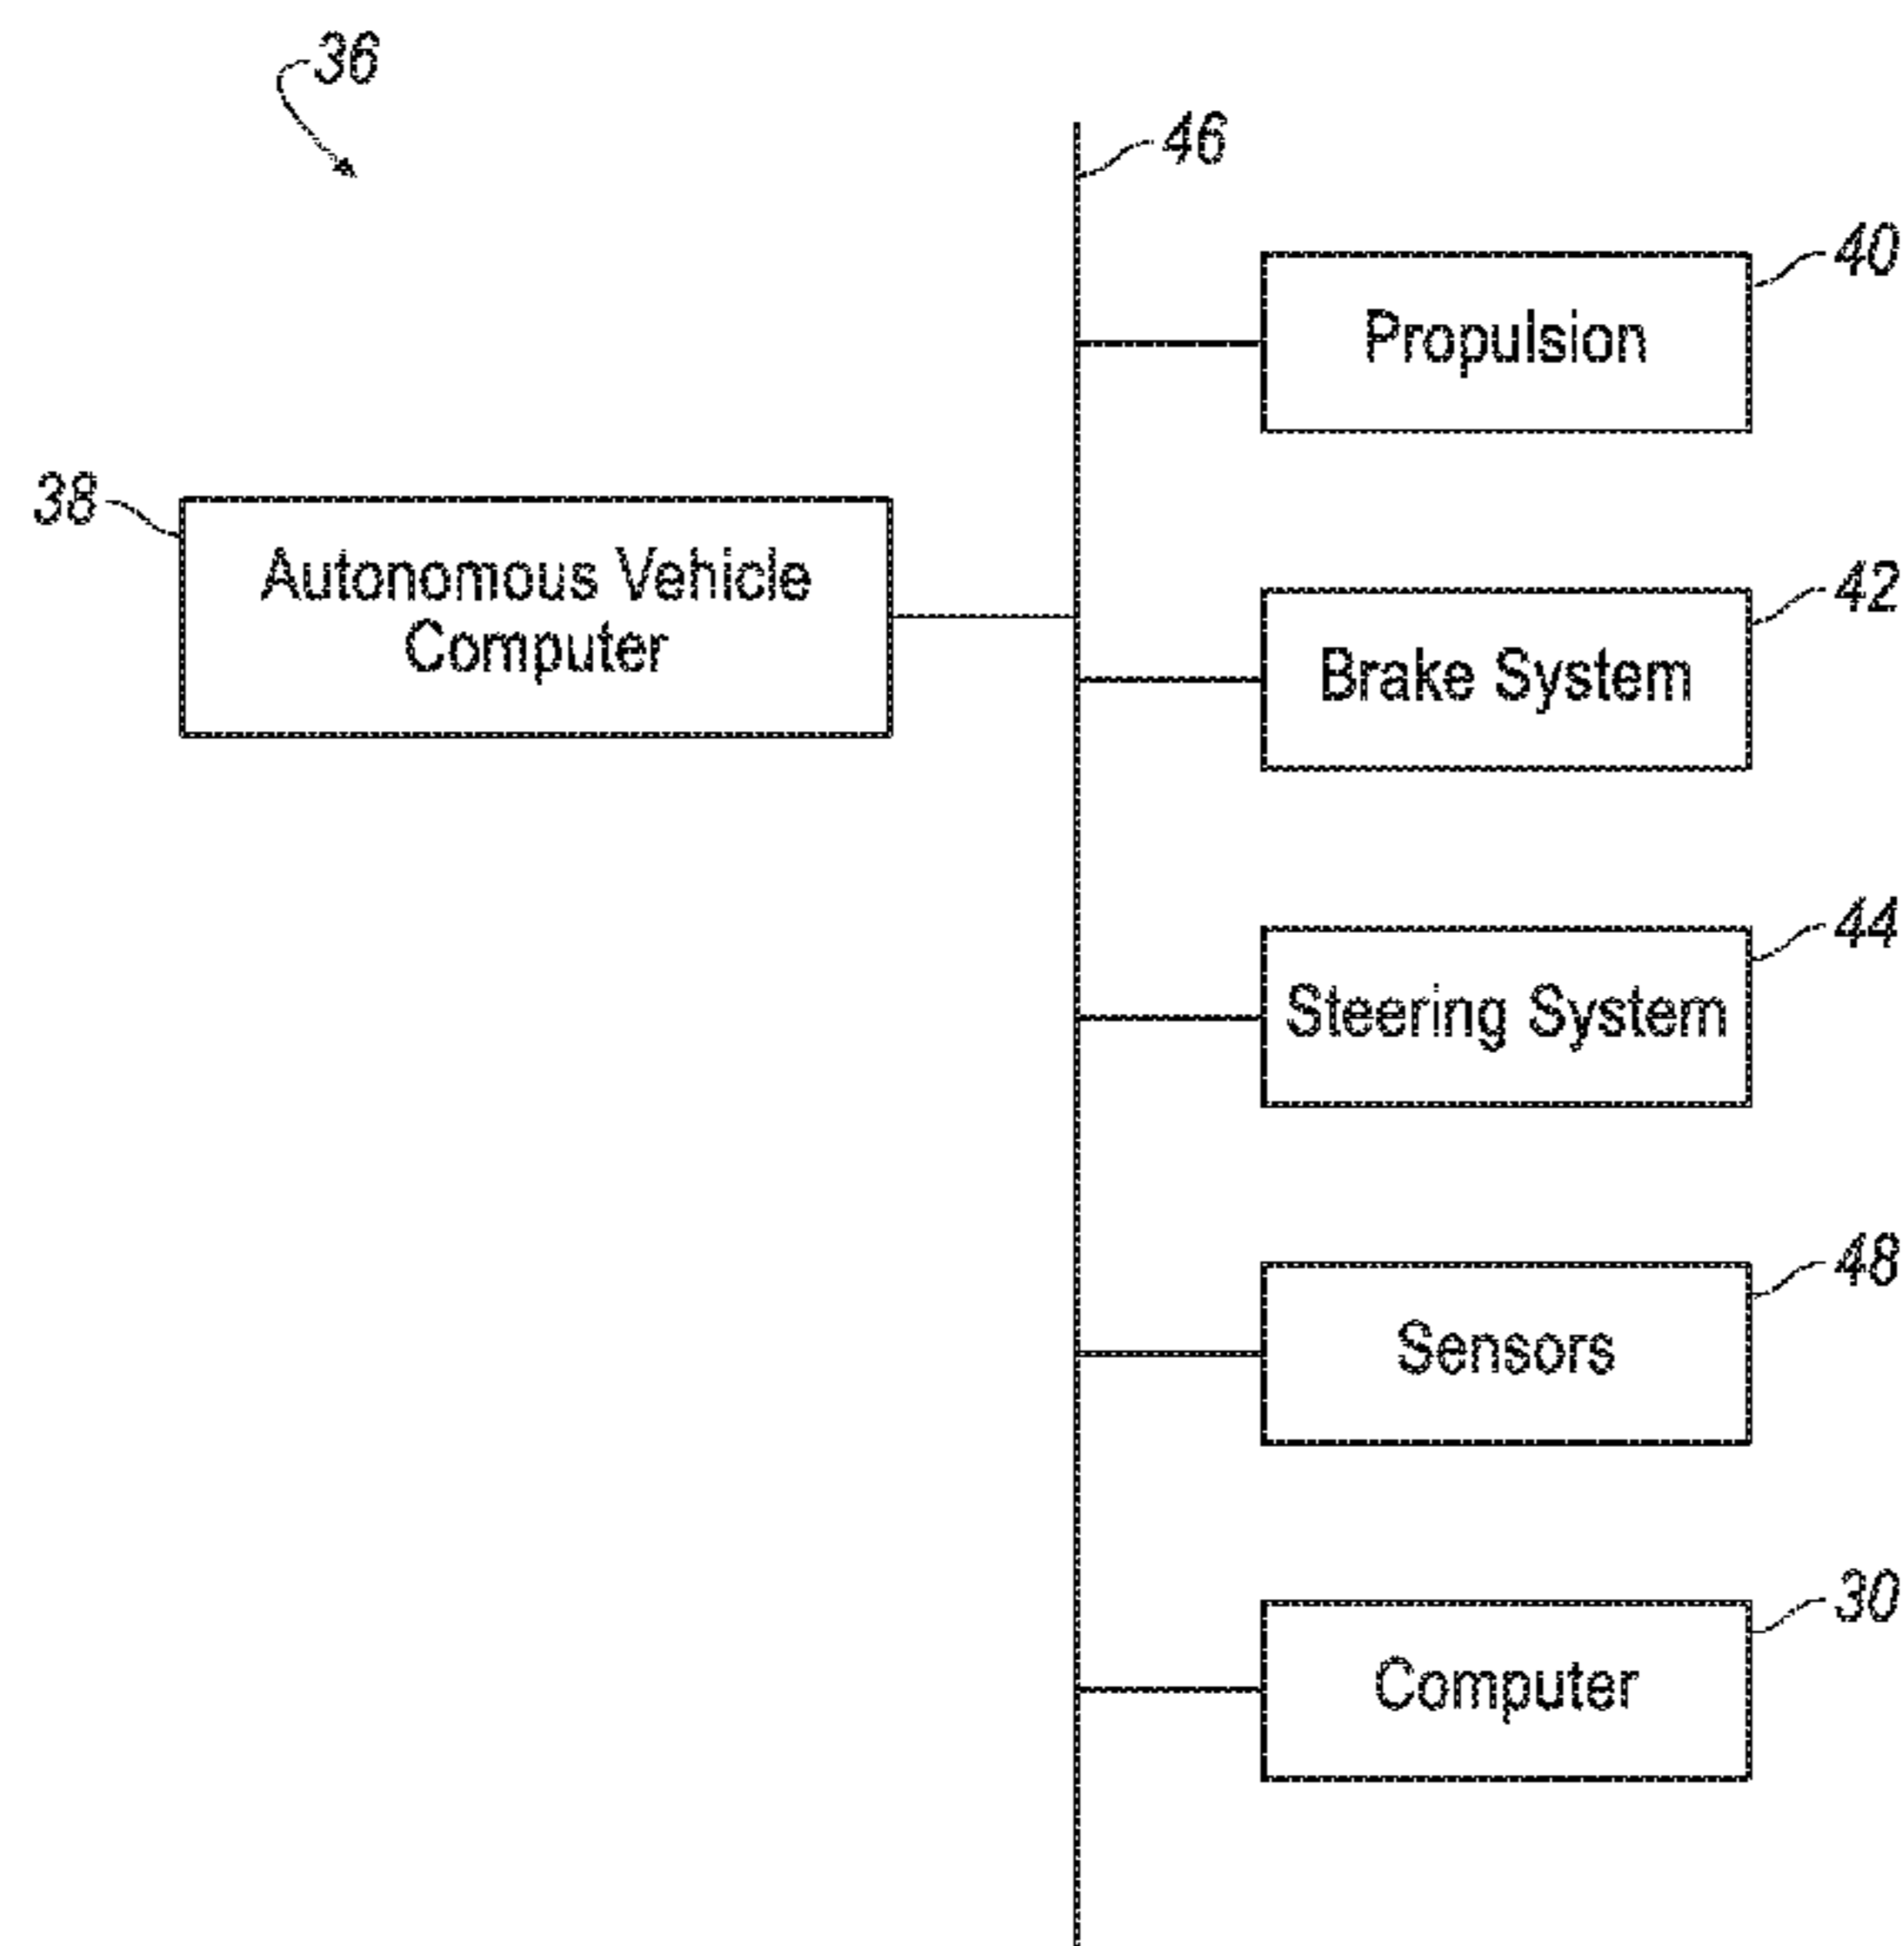 36
46
40
Propulsion
38
Autonomous Vehicle
Computer
42
Brake System
44
Steering System
48
Sensors
30
Computer